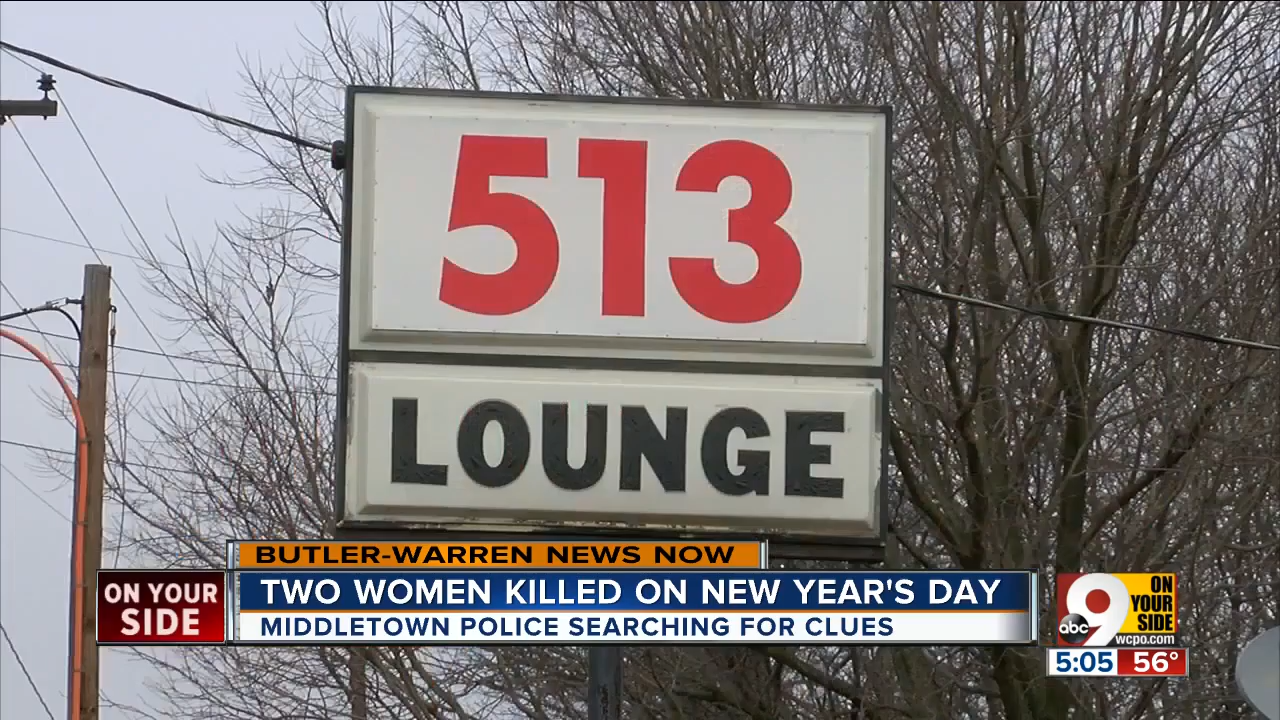 513
LOUNGE
BUTLER-WARREN NEWS NOW
ON YOUR SIDE
TWO WOMEN KILLED ON NEW YEAR'S DAY
MIDDLETOWN POLICE SEARCHING FOR CLUES
abc 9 ON YOUR SIDE
wcpo.com
5:05 56°